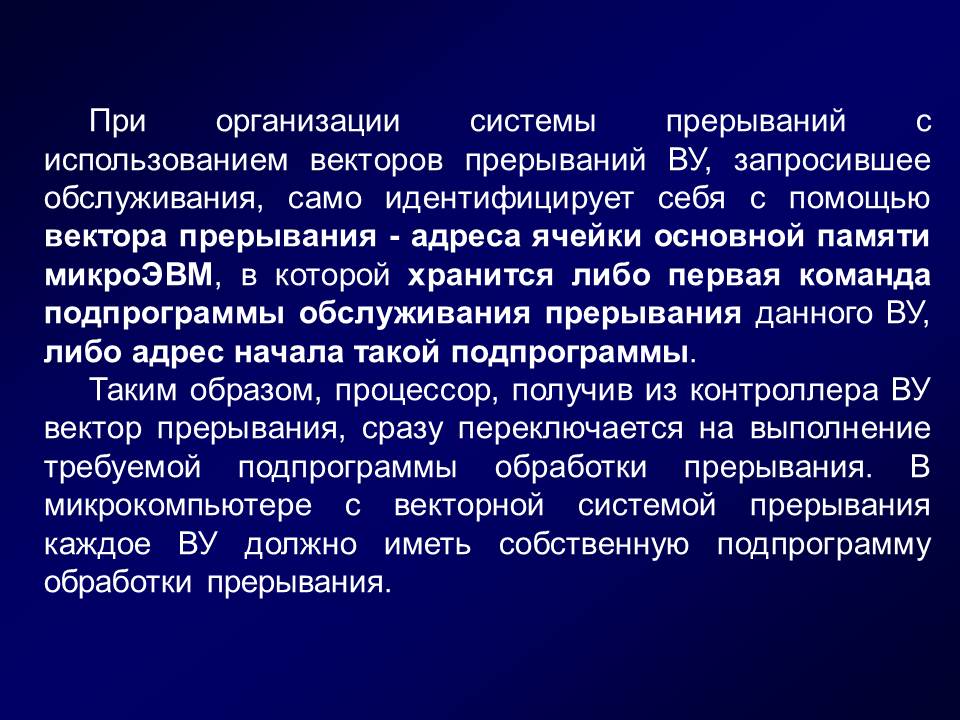 При организации системы прерываний с
использованием векторов прерываний ВУ, запросившее
обслуживания, само идентифицирует себя с помощью
вектора прерывания - адреса ячейки основной памяти
микроЭВМ, в которой хранится либо первая команда
подпрограммы обслуживания прерывания данного ВУ,
либо адрес начала такой подпрограммы.
Таким образом, процессор, получив из контроллера ВУ
вектор прерывания, сразу переключается на выполнение
требуемой подпрограммы обработки прерывания. В
микрокомпьютере с векторной системой прерывания
каждое ВУ должно иметь собственную подпрограмму
обработки прерывания.